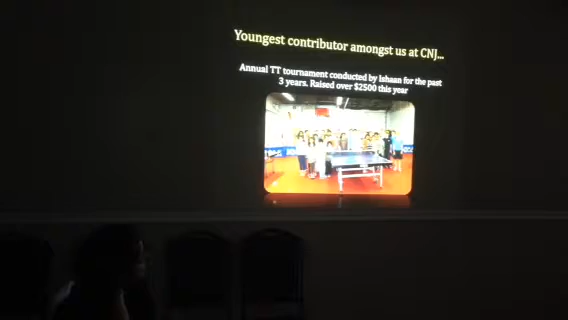 Youngest contributor amongst us at CNJ...
Annual TT tournament conducted by Ishaan for the past
3 years. Raised over $2500 this year